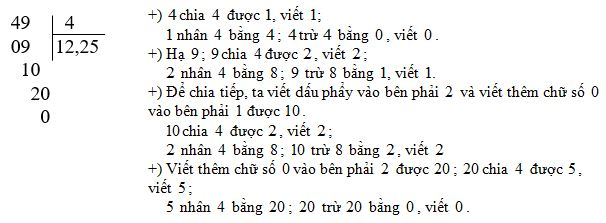 49 4
09 12,25
10
20
0
+) 4 chia 4 được 1, viết 1;
1 nhân 4 bằng 4; 4 trừ 4 bằng 0, viết 0.
+) Hạ 9; 9 chia 4 được 2, viết 2;
2 nhân 4 bằng 8; 9 trừ 8 bằng 1, viết 1.
+) Để chia tiếp, ta viết dấu phẩy vào bên phải 2 và viết thêm chữ số 0
vào bên phải 1 được 10.
10 chia 4 được 2, viết 2;
2 nhân 4 bằng 8; 10 trừ 8 bằng 2, viết 2
+) Viết thêm chữ số 0 vào bên phải 2 được 20; 20 chia 4 được 5,
viết 5;
5 nhân 4 bằng 20; 20 trừ 20 bằng 0, viết 0.